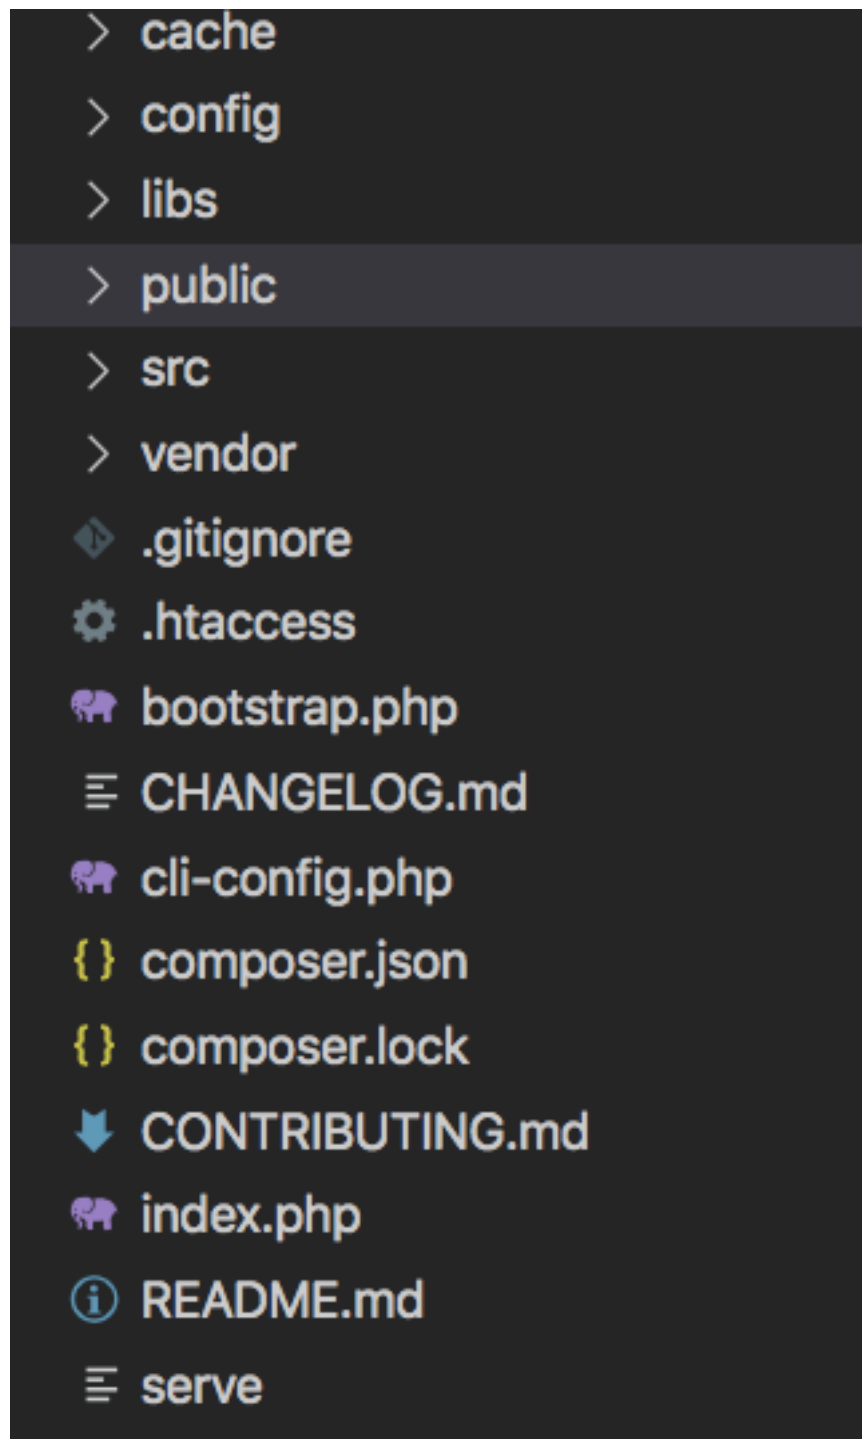 cache
config
libs
public
src
vendor
.gitignore
.htaccess
bootstrap.php
CHANGELOG.md
cli-config.php
composer.json
composer.lock
CONTRIBUTING.md
index.php
README.md
serve